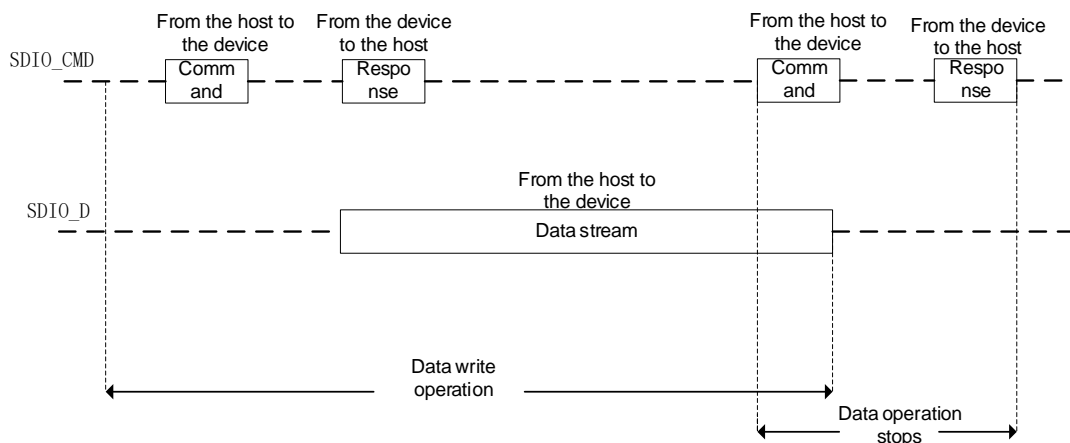 From the host to
the device
From the device
to the host
From the host to
the device
From the device
to the host
SDIO_CMD
Comm
and
Respo
nse
Comm
and
Respo
nse
From the host to
the device
SDIO_D
Data stream
Data write
operation
Data operation
stops